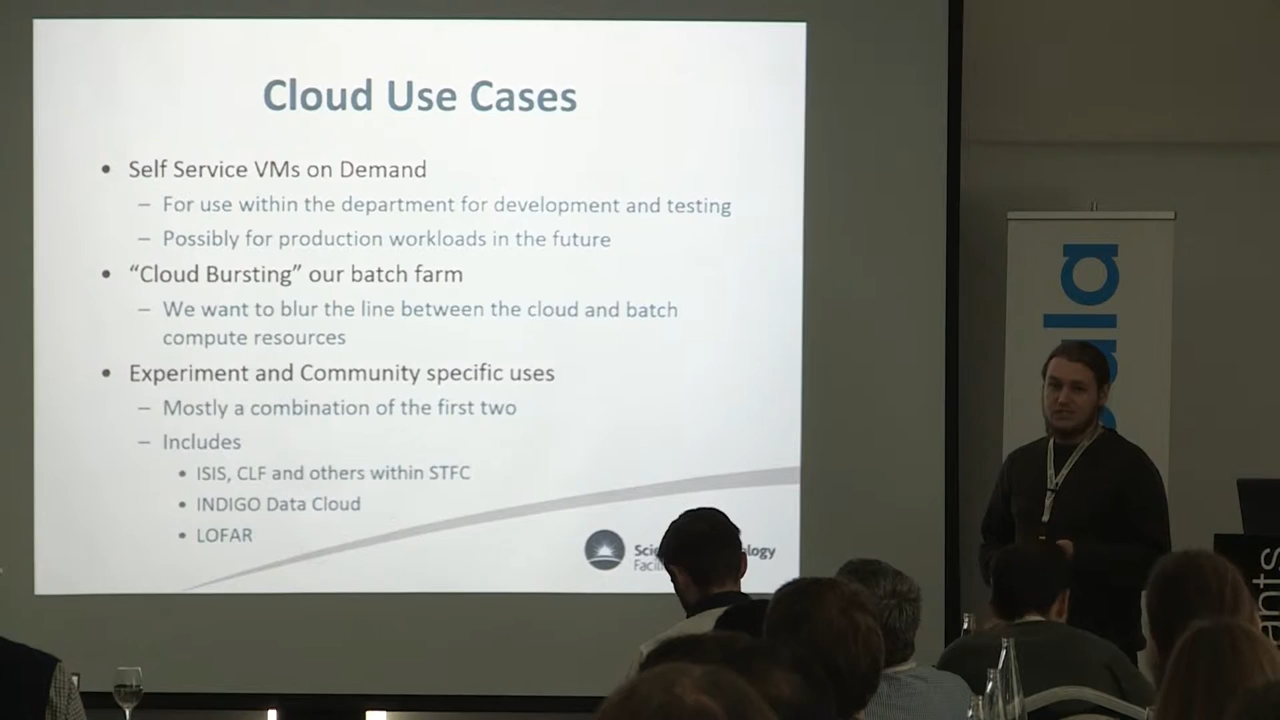 Cloud Use Cases
• Self Service VMs on Demand
– For use within the department for development and testing
– Possibly for production workloads in the future
• “Cloud Bursting” our batch farm
– We want to blur the line between the cloud and batch
compute resources
• Experiment and Community specific uses
– Mostly a combination of the first two
– Includes
• ISIS, CLF and others within STFC
• INDIGO Data Cloud
• LOFAR